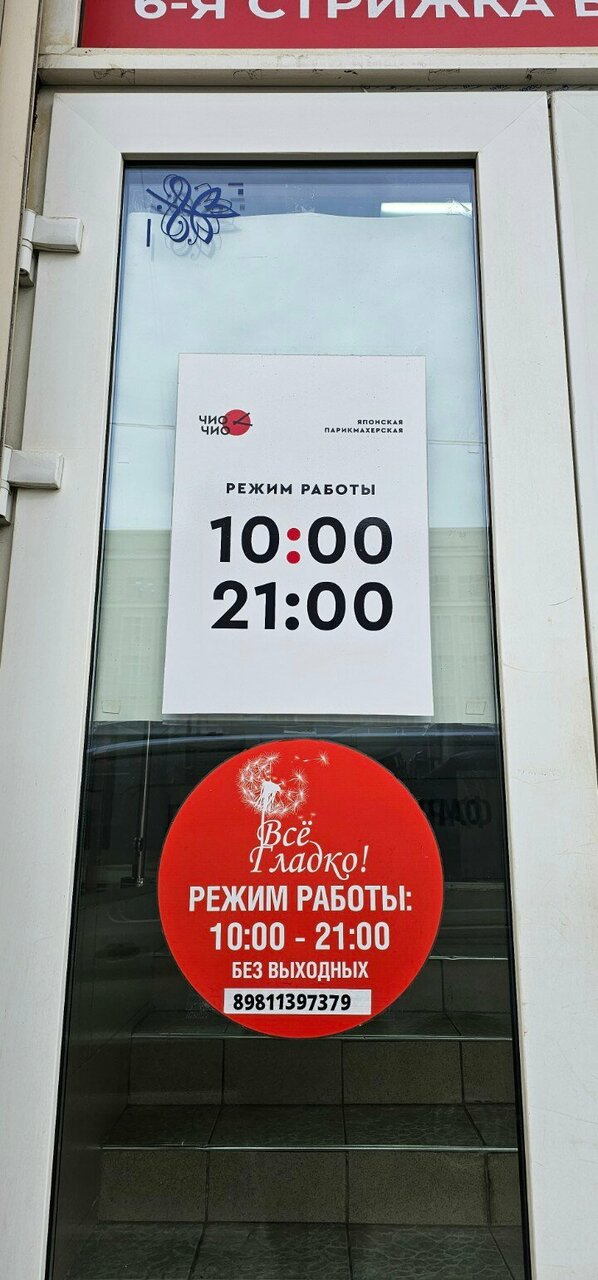 6-Я СТРИЖКА
ЧИО
ЧИО
ЯПОНСКАЯ
ПАРИКМАХЕРСКАЯ
РЕЖИМ РАБОТЫ
10:00
21:00
Всё
Гладко!
РЕЖИМ РАБОТЫ:
10:00 - 21:00
БЕЗ ВЫХОДНЫХ
89811397379